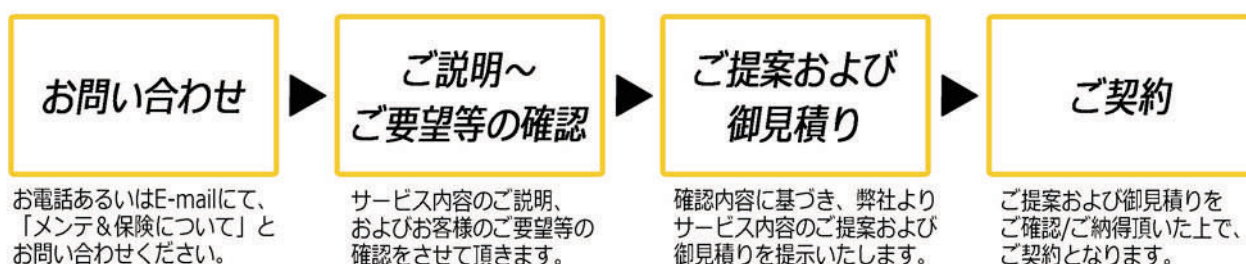 お問い合わせ
お電話あるいはE-mailにて、
「メンテ＆保険について」と
お問い合わせください。
ご説明～
ご要望等の確認
サービス内容のご説明、
およびお客様のご要望等の
確認をさせて頂きます。
ご提案および
御見積り
確認内容に基づき、弊社より
サービス内容のご提案および
御見積りを提示いたします。
ご契約
ご提案および御見積りを
ご確認/ご納得頂いた上で、
ご契約となります。